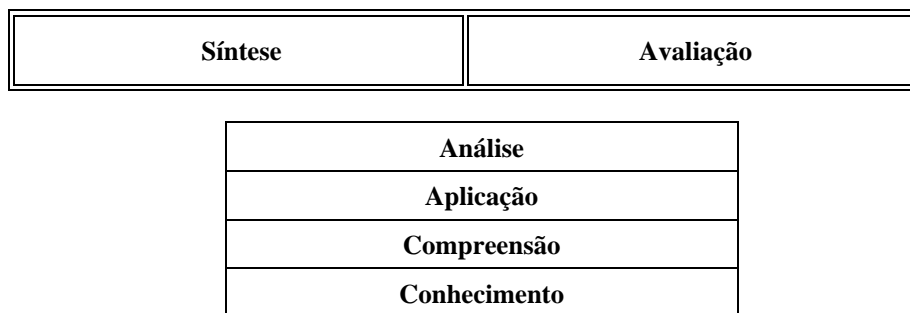 Síntese Avaliação
Análise
Aplicação
Compreensão
Conhecimento